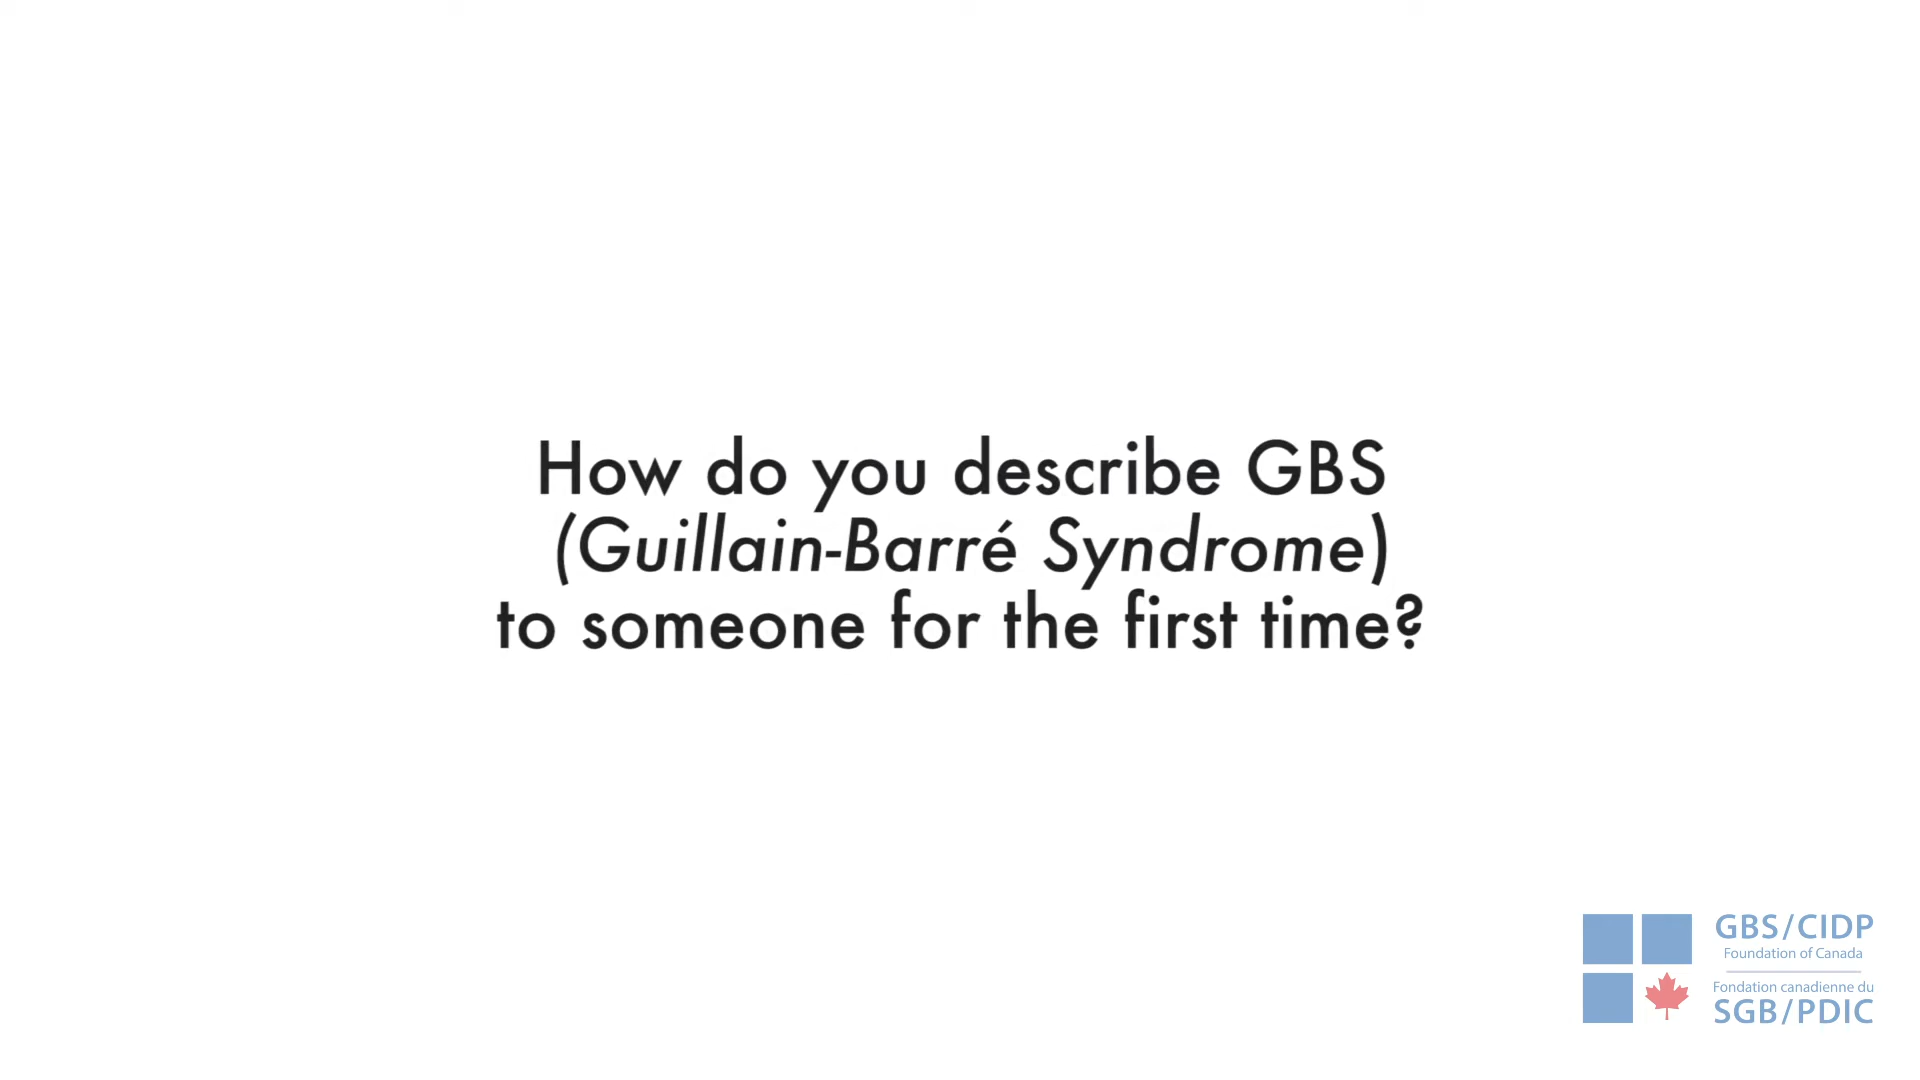 How do you describe GBS
(Guillain-Barré Syndrome)
to someone for the first time?
GBS/CIDP
Foundation of Canada
Fondation canadienne du
SGB/PDIC